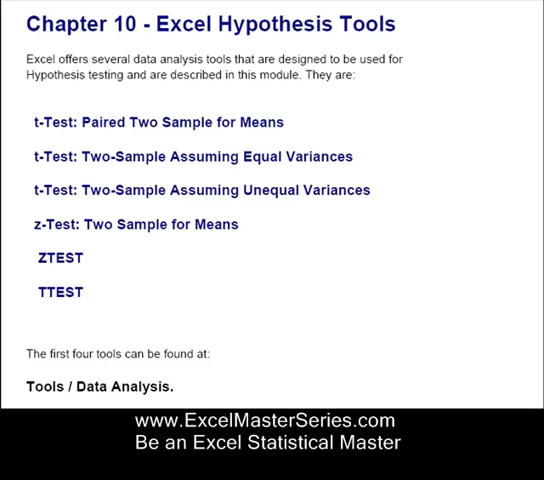 Chapter 10 - Excel Hypothesis Tools
Excel offers several data analysis tools that are designed to be used for
Hypothesis testing and are described in this module. They are:
t-Test: Paired Two Sample for Means
t-Test: Two-Sample Assuming Equal Variances
t-Test: Two-Sample Assuming Unequal Variances
z-Test: Two Sample for Means
ZTEST
TTEST
The first four tools can be found at:
Tools / Data Analysis.
www.ExcelMasterSeries.com
Be an Excel Statistical Master